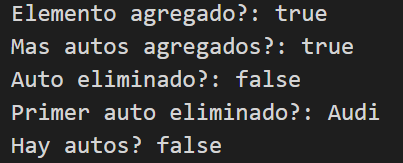 Elemento agregado?: true
Mas autos agregados?: true
Auto eliminado?: false
Primer auto eliminado?: Audi
Hay autos? false